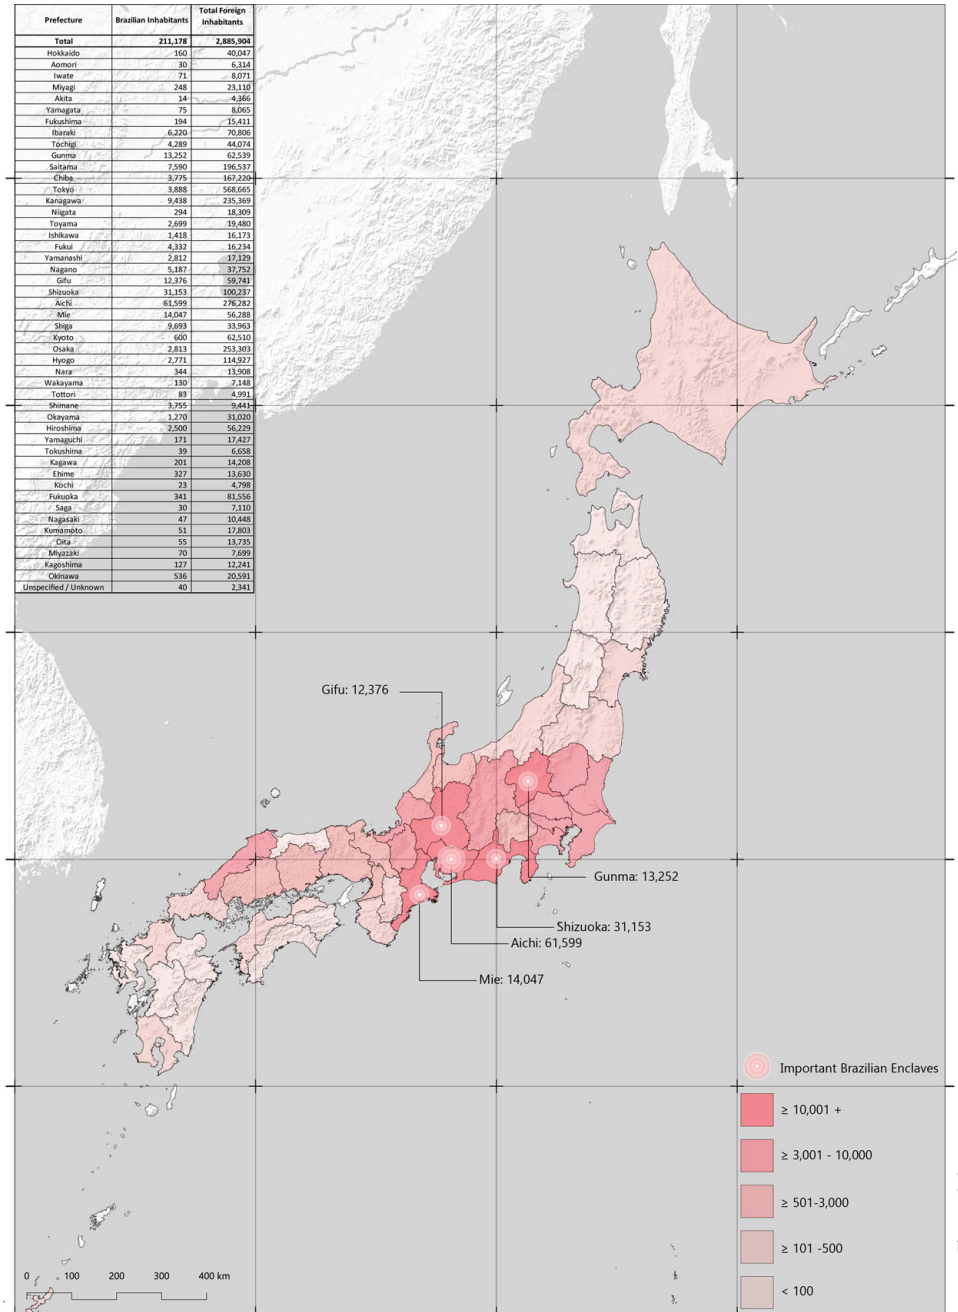 Prefecture Brazilian Inhabitants Total Foreign Inhabitants
Total 211,178 2,885,904
Hokkaido 160 40,047
Aomori 30 6,314
Iwate 71 8,071
Miyagi 248 23,110
Akita 14 4,366
Yamagata 75 8,065
Fukushima 194 15,411
Ibaraki 6,220 70,806
Tochigi 4,289 44,074
Gunma 13,252 62,539
Saitama 7,590 196,537
Chiba 3,775 167,220
Tokyo 3,888 568,665
Kanagawa 9,438 235,369
Niigata 294 18,309
Toyama 2,699 19,480
Ishikawa 1,418 16,173
Fukui 4,332 16,234
Yamanashi 2,812 17,129
Nagano 5,187 37,752
Gifu 12,376 59,741
Shizuoka 31,153 100,237
Aichi 61,599 276,282
Mie 14,047 56,288
Shiga 9,693 33,963
Kyoto 600 62,510
Osaka 2,813 253,303
Hyogo 2,771 114,927
Nara 344 13,908
Wakayama 130 7,148
Tottori 83 4,991
Shimane 3,755 9,441
Okayama 1,270 31,020
Hiroshima 2,500 56,229
Yamaguchi 171 17,427
Tokushima 39 6,658
Kagawa 201 14,208
Ehime 327 13,630
Kochi 23 4,798
Fukuoka 341 81,556
Saga 30 7,110
Nagasaki 47 10,448
Kumamoto 51 17,803
Oita 55 13,735
Miyazaki 70 7,699
Kagoshima 127 12,241
Okinawa 536 20,591
Unspecified / Unknown 40 2,341
Gifu: 12,376
Gunma: 13,252
Shizuoka: 31,153
Aichi: 61,599
Mie: 14,047
Important Brazilian Enclaves
≥ 10,001 +
≥ 3,001 - 10,000
≥ 501-3,000
≥ 101 -500
< 100
0 100 200 300 400 km